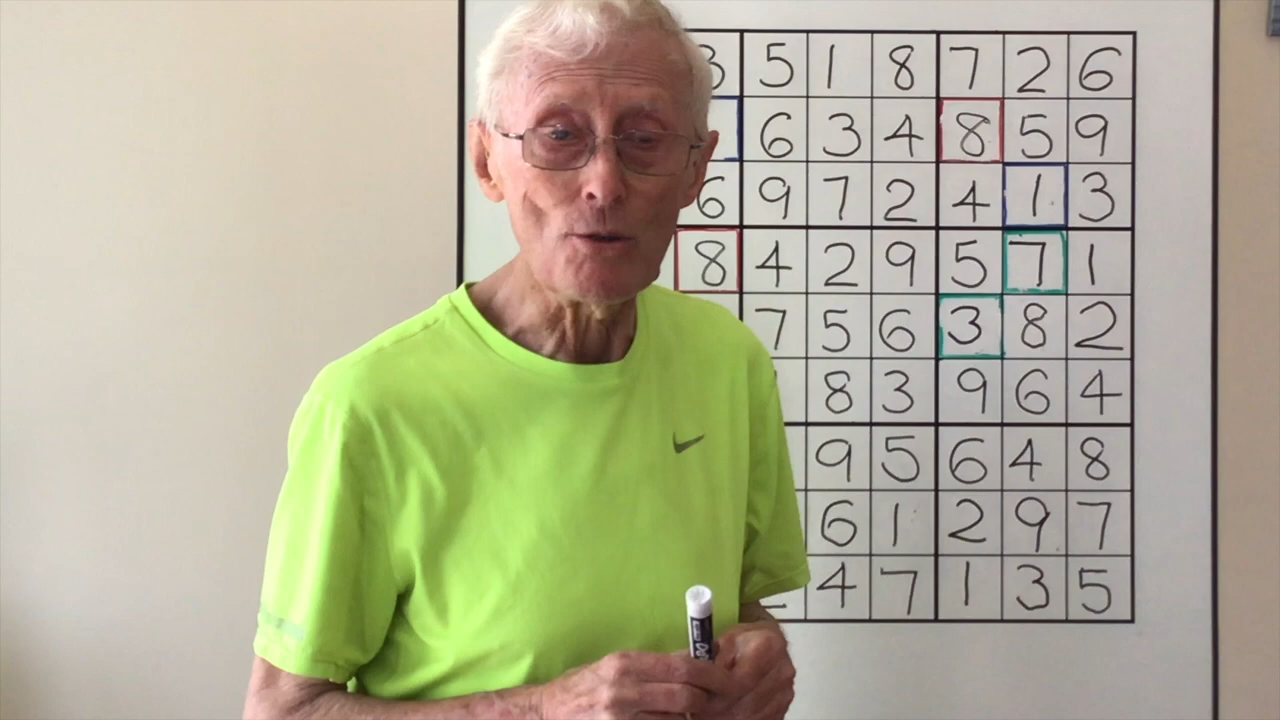 3 5 1 8 7 2 6
6 3 4 8 5 9
6 9 7 2 4 1 3
8 4 2 9 5 7 1
7 5 6 3 8 2
8 3 9 6 4
9 5 6 4 8
6 1 2 9 7
4 7 1 3 5